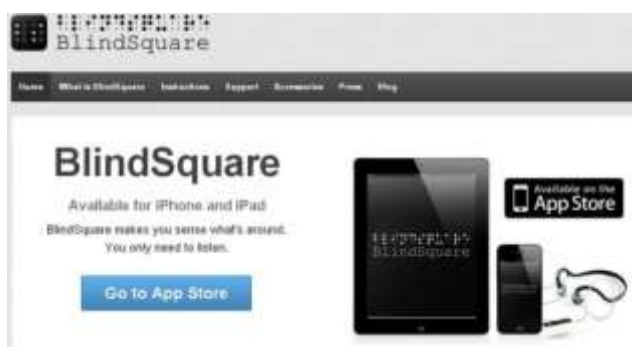 BlindSquare
Home What is BlindSquare Instructions Support Accessories Press Blog
BlindSquare
Available for iPhone and iPad
BlindSquare makes you sense what's around.
You only need to listen.
Go to App Store
BlindSquare
Available on the
App Store